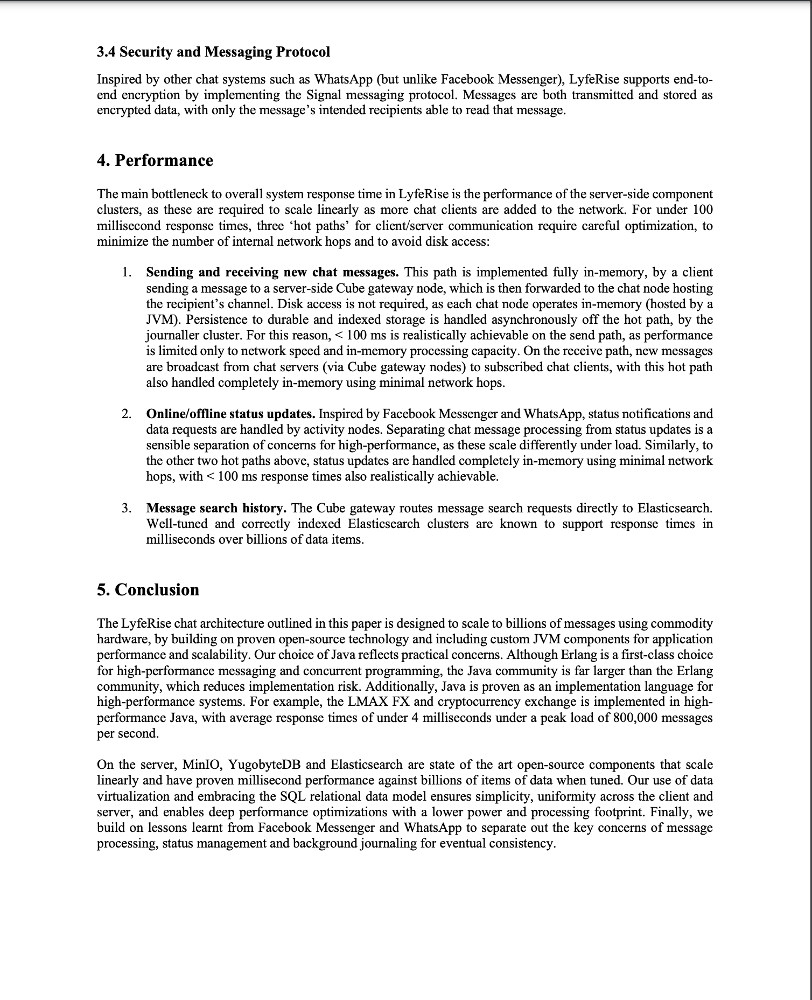 3.4 Security and Messaging Protocol
Inspired by other chat systems such as WhatsApp (but unlike Facebook Messenger), LyfeRise supports end-to-
end encryption by implementing the Signal messaging protocol. Messages are both transmitted and stored as
encrypted data, with only the message’s intended recipients able to read that message.
4. Performance
The main bottleneck to overall system response time in LyfeRise is the performance of the server-side component
clusters, as these are required to scale linearly as more chat clients are added to the network. For under 100
millisecond response times, three ‘hot paths’ for client/server communication require careful optimization, to
minimize the number of internal network hops and to avoid disk access:
1. Sending and receiving new chat messages. This path is implemented fully in-memory, by a client
sending a message to a server-side Cube gateway node, which is then forwarded to the chat node hosting
the recipient’s channel. Disk access is not required, as each chat node operates in-memory (hosted by a
JVM). Persistence to durable and indexed storage is handled asynchronously off the hot path, by the
journaller cluster. For this reason, < 100 ms is realistically achievable on the send path, as performance
is limited only to network speed and in-memory processing capacity. On the receive path, new messages
are broadcast from chat servers (via Cube gateway nodes) to subscribed chat clients, with this hot path
also handled completely in-memory using minimal network hops.
2. Online/offline status updates. Inspired by Facebook Messenger and WhatsApp, status notifications and
data requests are handled by activity nodes. Separating chat message processing from status updates is a
sensible separation of concerns for high-performance, as these scale differently under load. Similarly, to
the other two hot paths above, status updates are handled completely in-memory using minimal network
hops, with < 100 ms response times also realistically achievable.
3. Message search history. The Cube gateway routes message search requests directly to Elasticsearch.
Well-tuned and correctly indexed Elasticsearch clusters are known to support response times in
milliseconds over billions of data items.
5. Conclusion
The LyfeRise chat architecture outlined in this paper is designed to scale to billions of messages using commodity
hardware, by building on proven open-source technology and including custom JVM components for application
performance and scalability. Our choice of Java reflects practical concerns. Although Erlang is a first-class choice
for high-performance messaging and concurrent programming, the Java community is far larger than the Erlang
community, which reduces implementation risk. Additionally, Java is proven as an implementation language for
high-performance systems. For example, the LMAX FX and cryptocurrency exchange is implemented in high-
performance Java, with average response times of under 4 milliseconds under a peak load of 800,000 messages
per second.
On the server, MinIO, YugobyteDB and Elasticsearch are state of the art open-source components that scale
linearly and have proven millisecond performance against billions of items of data when tuned. Our use of data
virtualization and embracing the SQL relational data model ensures simplicity, uniformity across the client and
server, and enables deep performance optimizations with a lower power and processing footprint. Finally, we
build on lessons learnt from Facebook Messenger and WhatsApp to separate out the key concerns of message
processing, status management and background journaling for eventual consistency.